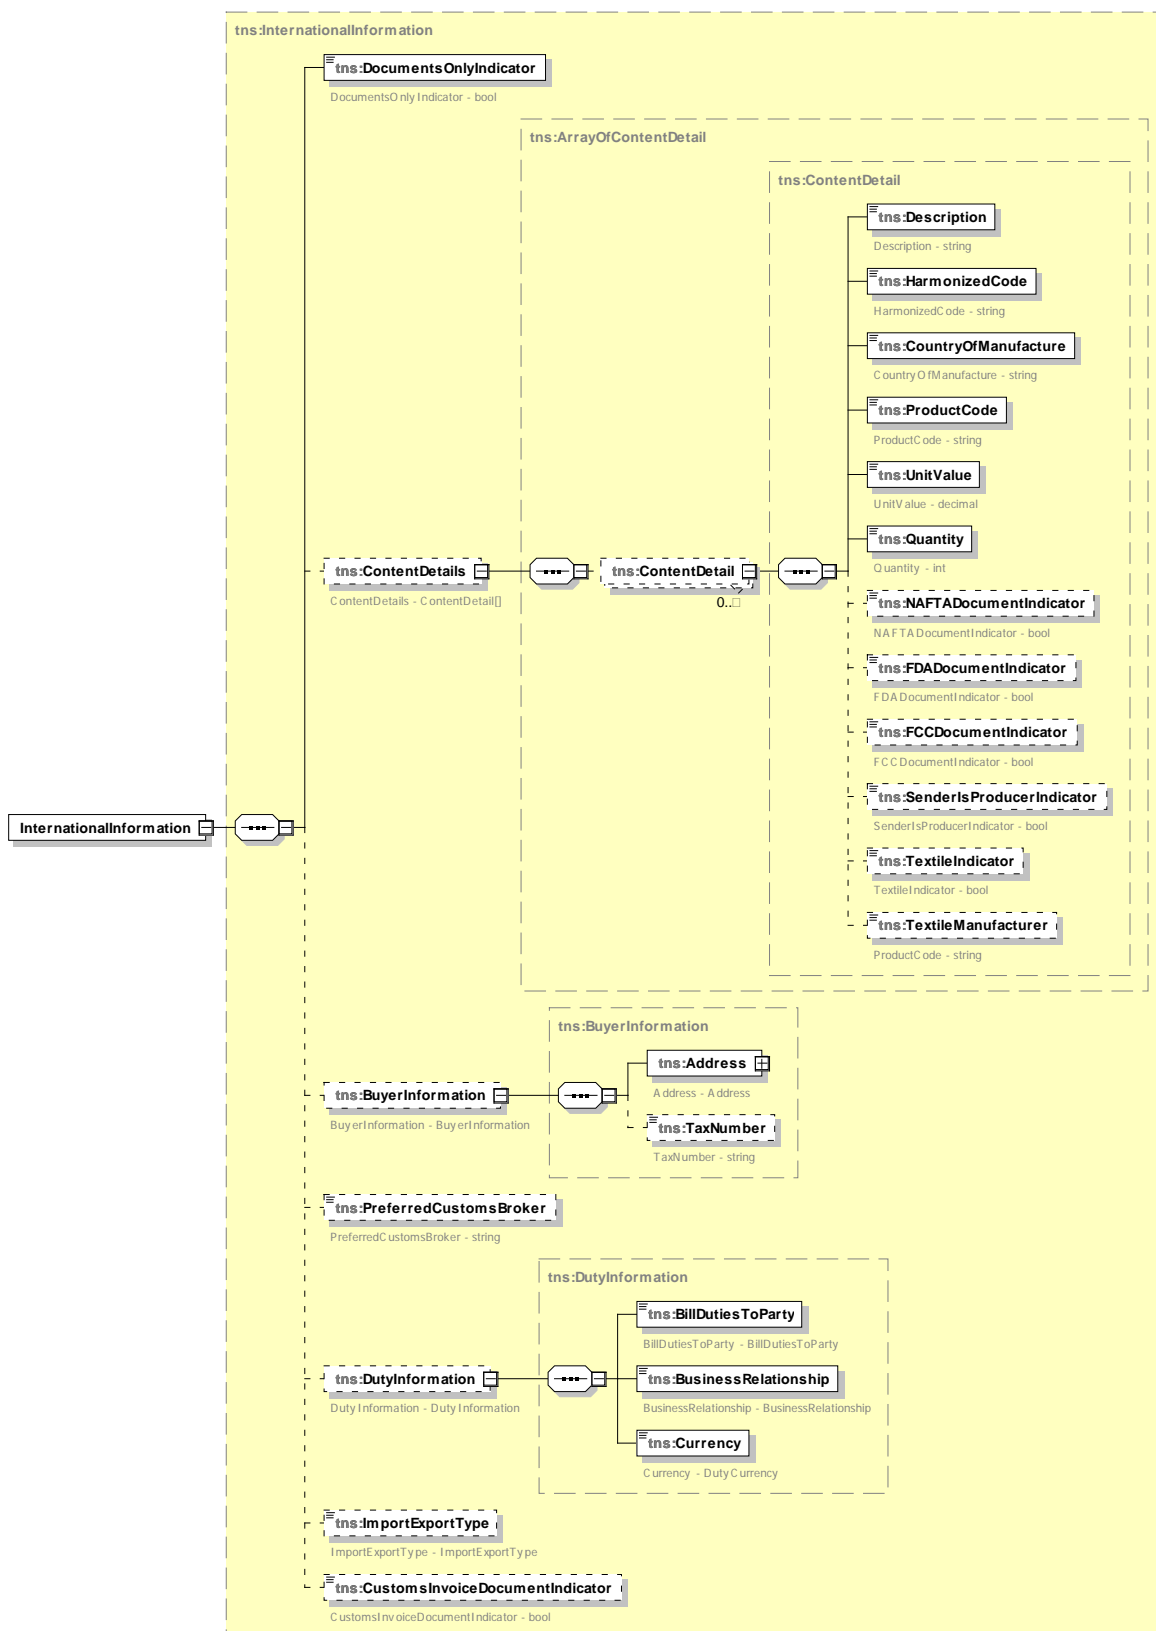 tns:InternationalInformation
tns:DocumentsOnlyIndicator
DocumentsOnlyIndicator - bool
tns:ArrayOfContentDetail
tns:ContentDetail
tns:Description
Description - string
tns:HarmonizedCode
HarmonizedCode - string
tns:CountryOfManufacture
CountryOfManufacture - string
tns:ProductCode
ProductCode - string
tns:UnitValue
UnitValue - decimal
tns:Quantity
Quantity - int
tns:ContentDetails
ContentDetails - ContentDetail[]
tns:ContentDetail
0..□
tns:NAFTADocumentIndicator
NAFTADocumentIndicator - bool
tns:FDADocumentIndicator
FDADocumentIndicator - bool
tns:FCCDocumentIndicator
FCCDocumentIndicator - bool
tns:SenderIsProducerIndicator
SenderIsProducerIndicator - bool
tns:TextileIndicator
TextileIndicator - bool
tns:TextileManufacturer
ProductCode - string
InternationalInformation
tns:BuyerInformation
tns:Address
Address - Address
tns:BuyerInformation
BuyerInformation - BuyerInformation
tns:TaxNumber
TaxNumber - string
tns:PreferredCustomsBroker
PreferredCustomsBroker - string
tns:DutyInformation
tns:BillDutiesToParty
BillDutiesToParty - BillDutiesToParty
tns:DutyInformation
DutyInformation - DutyInformation
tns:BusinessRelationship
BusinessRelationship - BusinessRelationship
tns:Currency
Currency - DutyCurrency
tns:ImportExportType
ImportExportType - ImportExportType
tns:CustomsInvoiceDocumentIndicator
CustomsInvoiceDocumentIndicator - bool